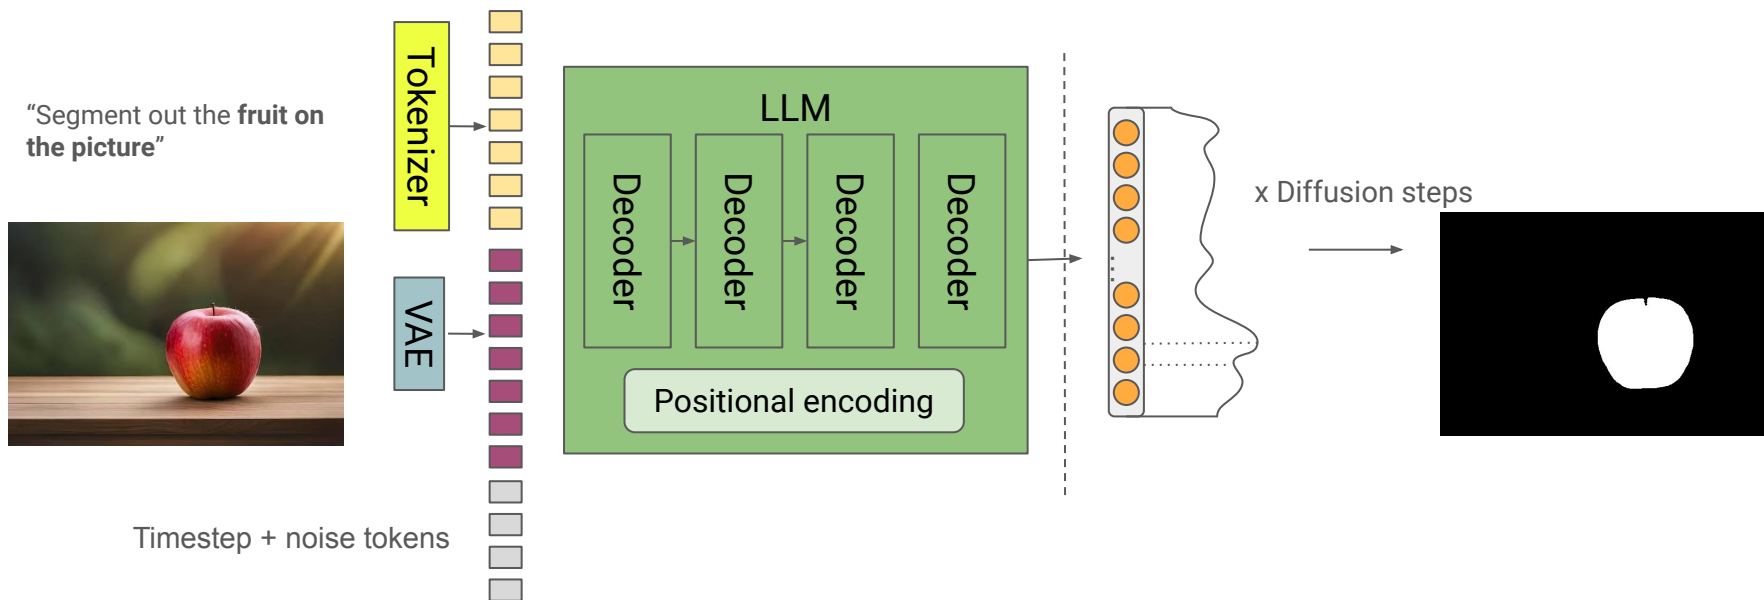 “Segment out the fruit on
the picture”
Tokenizer
VAE
Timestep + noise tokens
LLM
Decoder
Decoder
Decoder
Decoder
Positional encoding
x Diffusion steps